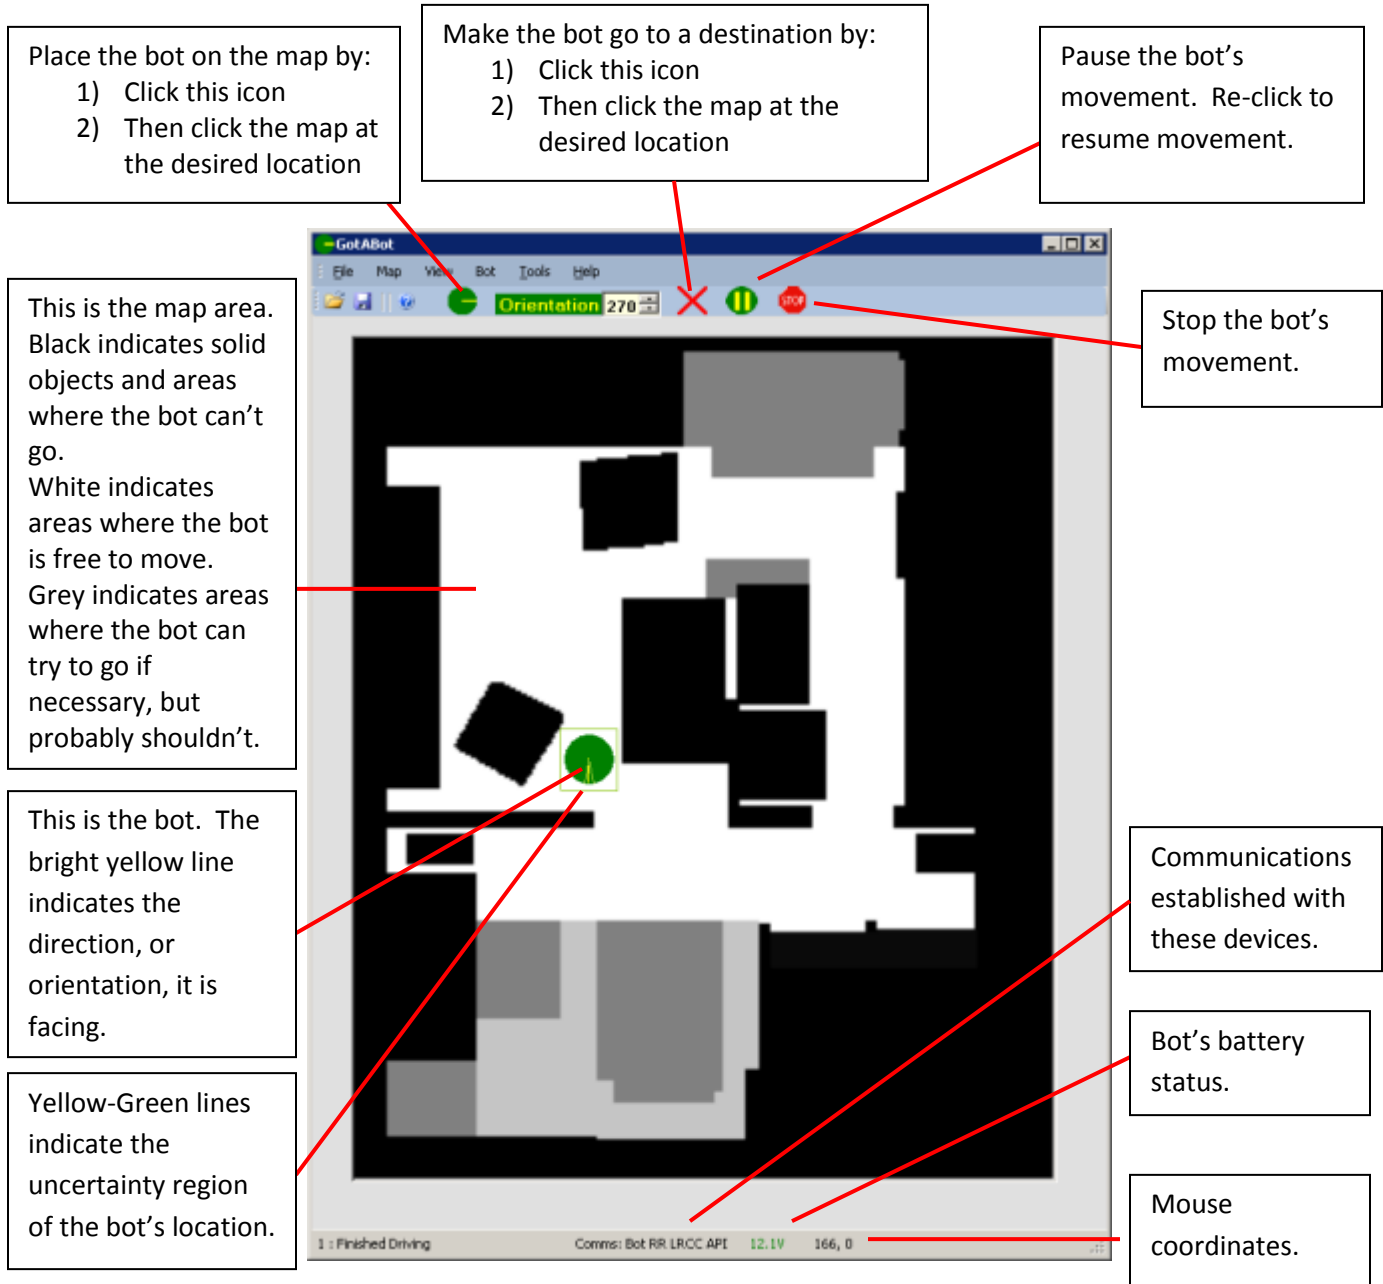 Place the bot on the map by:
1) Click this icon
2) Then click the map at
the desired location
Make the bot go to a destination by:
1) Click this icon
2) Then click the map at the
desired location
Pause the bot’s
movement. Re-click to
resume movement.
GotABot
File Map View Bot Tools Help
Orientation 270
STOP
This is the map area.
Black indicates solid
objects and areas
where the bot can’t
go.
White indicates
areas where the bot
is free to move.
Grey indicates areas
where the bot can
try to go if
necessary, but
probably shouldn’t.
Stop the bot’s
movement.
This is the bot. The
bright yellow line
indicates the
direction, or
orientation, it is
facing.
Communications
established with
these devices.
Bot’s battery
status.
Yellow-Green lines
indicate the
uncertainty region
of the bot’s location.
Mouse
coordinates.
1 : Finished Driving Comms: Bot RR LRCC API 12.1V 166, 0